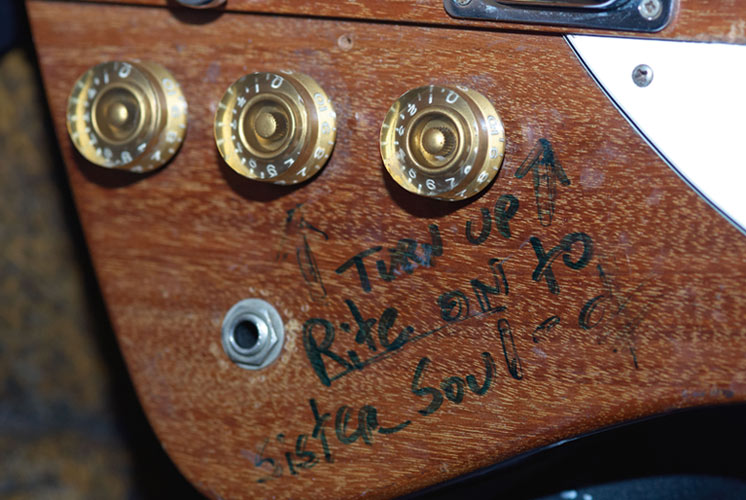 TURN UP
Rite ON to
Sister Soul